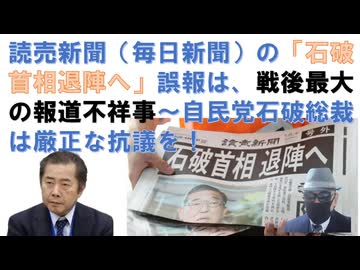 読売新聞（毎日新聞）の「石破
首相退陣へ」誤報は、戦後最大
の報道不祥事～自民党石破総裁
は厳正な抗議を！
讀賣新聞
号外
石破首相 退陣へ